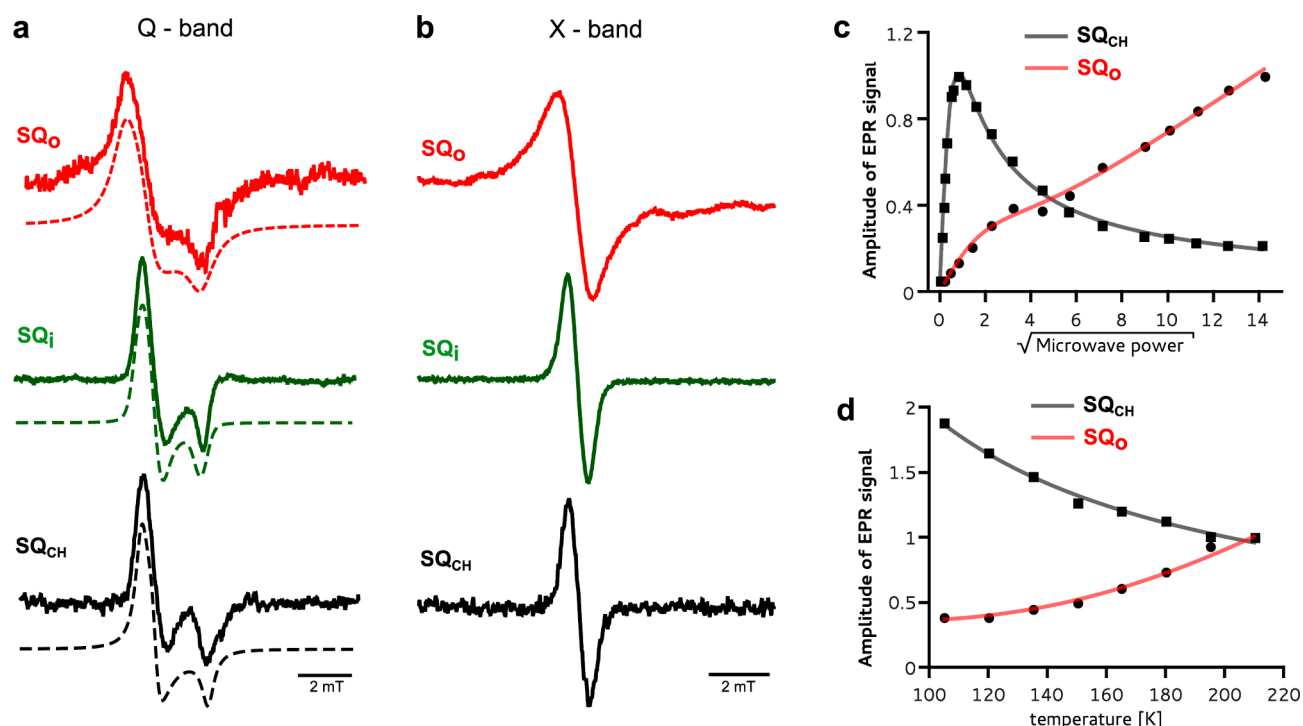 a
Q - band
SQo
SQi
SQCH
2 mT
b
X - band
SQo
SQi
SQCH
2 mT
c
SQCH
SQo
Amplitude of EPR signal
1.2
0.8
0.4
0
0 2 4 6 8 10 12 14
√Microwave power
d
SQCH
SQo
Amplitude of EPR signal
2
1.5
1
0.5
0
100 120 140 160 180 200 220
temperature [K]